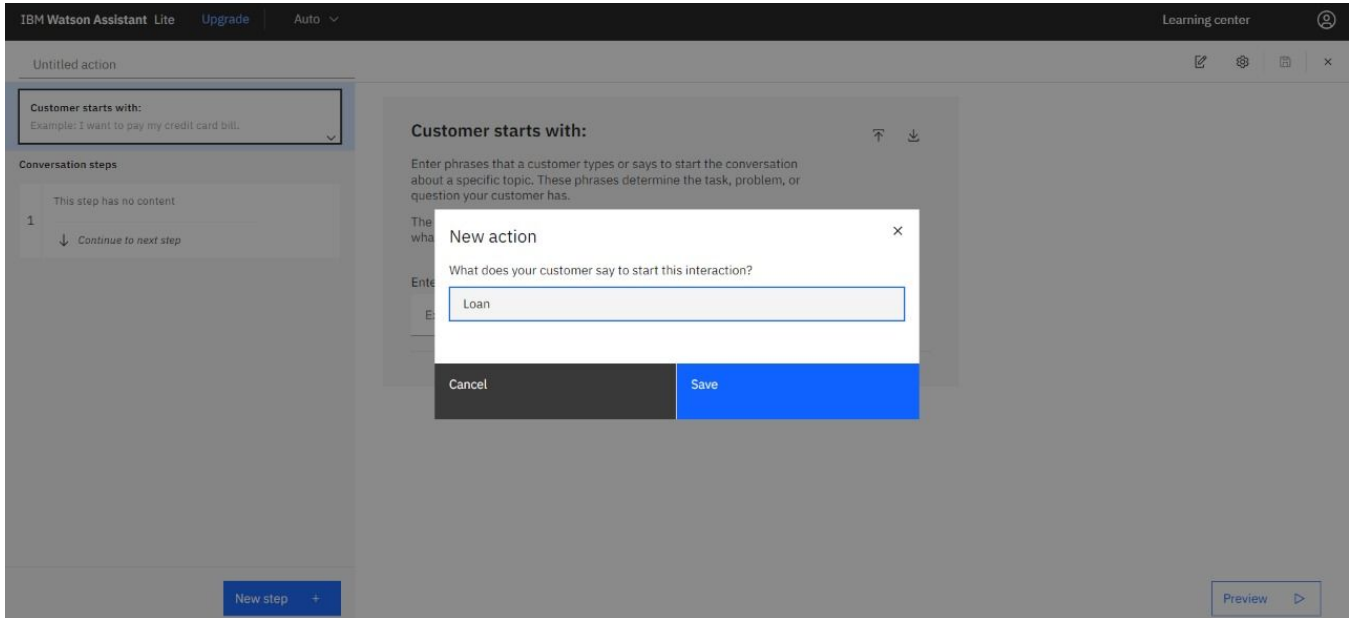 IBM Watson Assistant Lite Upgrade Auto Learning center
Untitled action
Customer starts with:
Example: I want to pay my credit card bill.
Conversation steps
This step has no content
1
Continue to next step
New step +
Customer starts with:
Enter phrases that a customer types or says to start the conversation
about a specific topic. These phrases determine the task, problem, or
question your customer has.
The
wha
Ente
E
New action
What does your customer say to start this interaction?
Loan
Cancel
Save
Preview